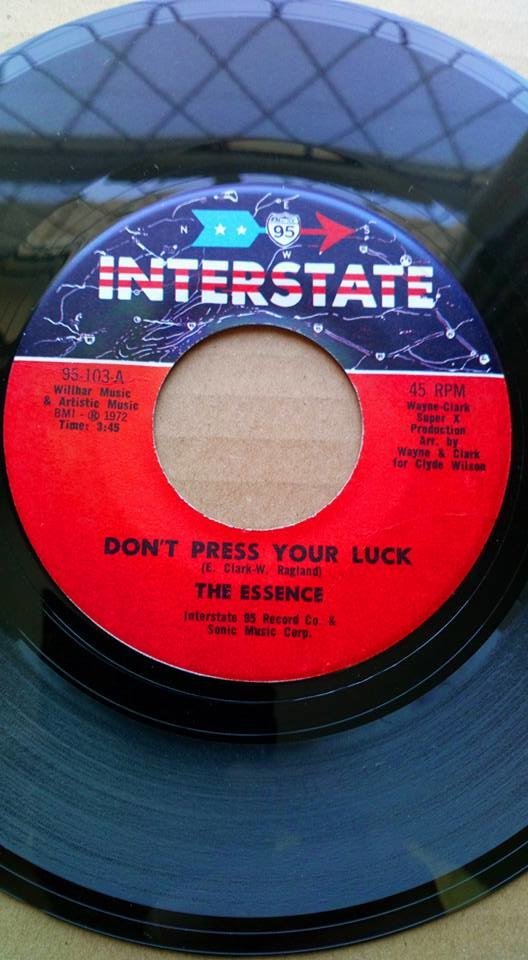 N
E
S
W
95
INTERSTATE
95-103-A
Willhar Music
& Artistic Music
BMI - Ⓟ 1972
Time: 3:45
45 RPM
Wayne-Clark
Super X
Production
Arr. by
Wayne & Clark
for Clyde Wilson
DON'T PRESS YOUR LUCK
(E. Clark-W. Ragland)
THE ESSENCE
Interstate 95 Record Co. &
Sonic Music Corp.